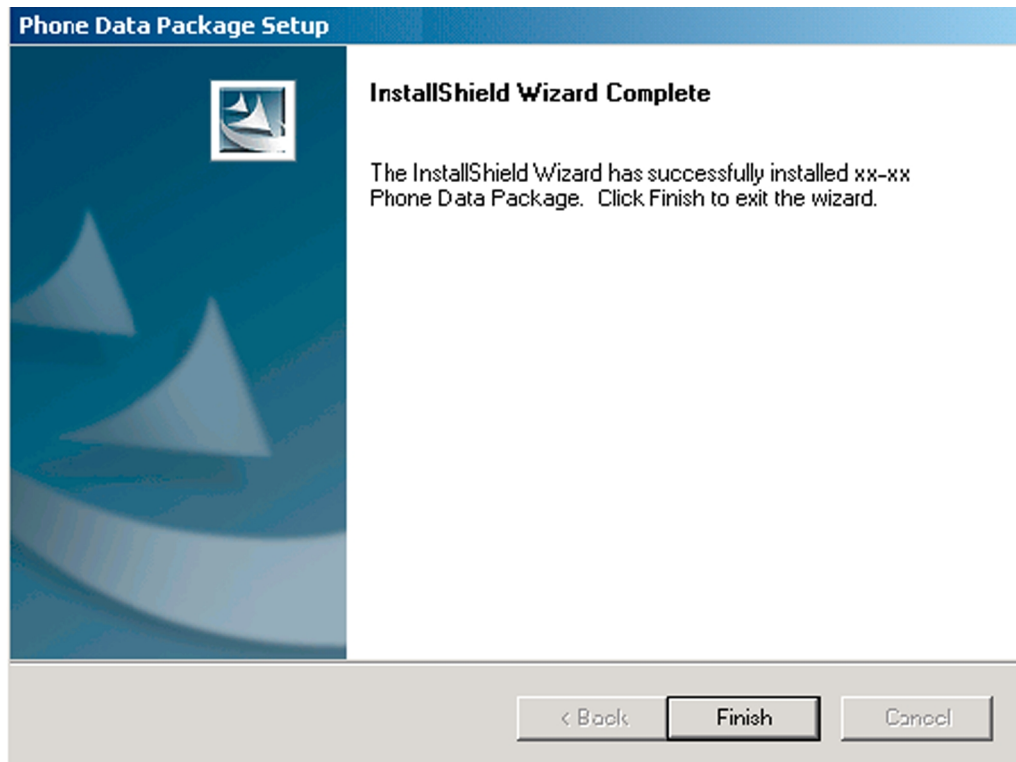 Phone Data Package Setup
InstallShield Wizard Complete
The InstallShield Wizard has successfully installed xx-xx
Phone Data Package. Click Finish to exit the wizard.
< Back Finish Cancel